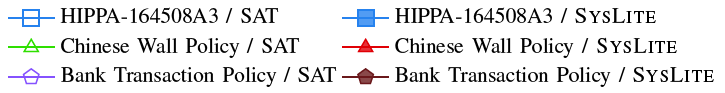 HIPPA-164508A3 / SAT HIPPA-164508A3 / SYSLITE
Chinese Wall Policy / SAT Chinese Wall Policy / SYSLITE
Bank Transaction Policy / SAT Bank Transaction Policy / SYSLITE